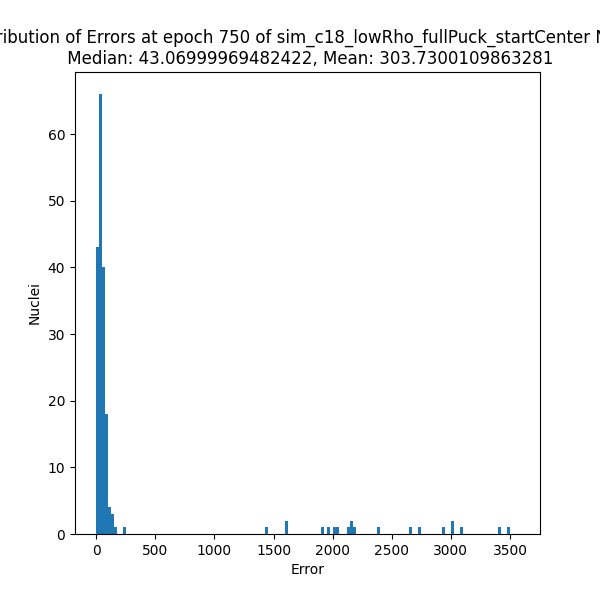 ribution of Errors at epoch 750 of sim_c18_lowRho_fullPuck_startCenter N
Median: 43.06999969482422, Mean: 303.7300109863281
60
50
40
30
20
10
0
Nuclei
0 500 1000 1500 2000 2500 3000 3500
Error